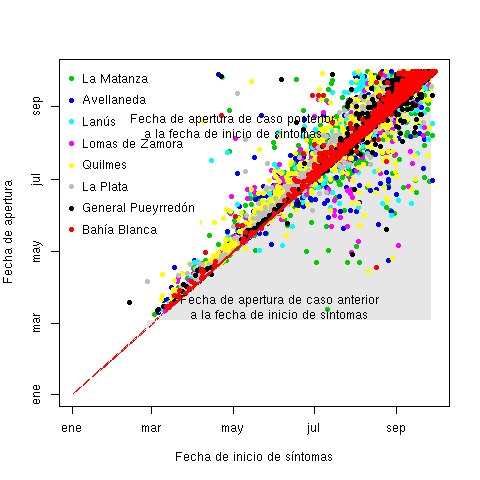 La Matanza
Avellaneda
Lanús
Lomas de Zamora
Quilmes
La Plata
General Pueyrredón
Bahía Blanca
Fecha de apertura de caso posterior
a la fecha de inicio de síntomas
Fecha de apertura de caso anterior
a la fecha de inicio de síntomas
Fecha de apertura
sep
jul
may
mar
ene
ene mar may jul sep
Fecha de inicio de síntomas